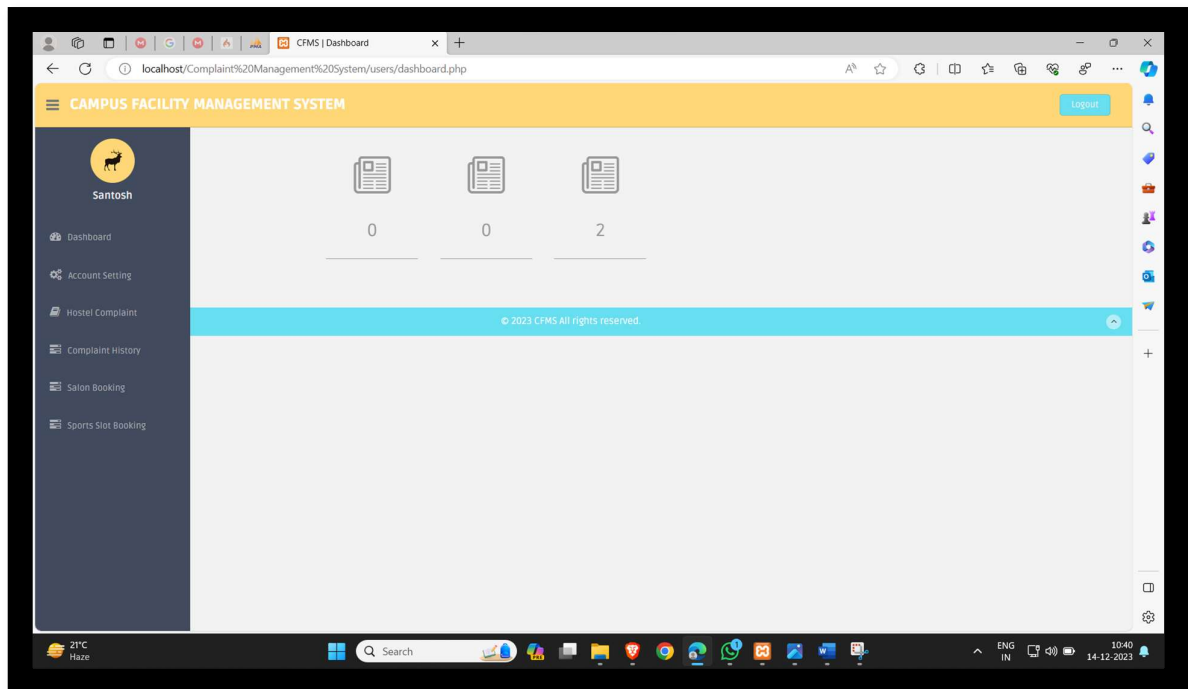 CFMS | Dashboard
localhost/Complaint%20Management%20System/users/dashboard.php
CAMPUS FACILITY MANAGEMENT SYSTEM
Logout
Santosh
Dashboard
Account Setting
Hostel Complaint
Complaint History
Salon Booking
Sports Slot Booking
0 0 2
© 2023 CFMS All rights reserved.
21°C
Haze
Search
ENG
IN
10:40
14-12-2023